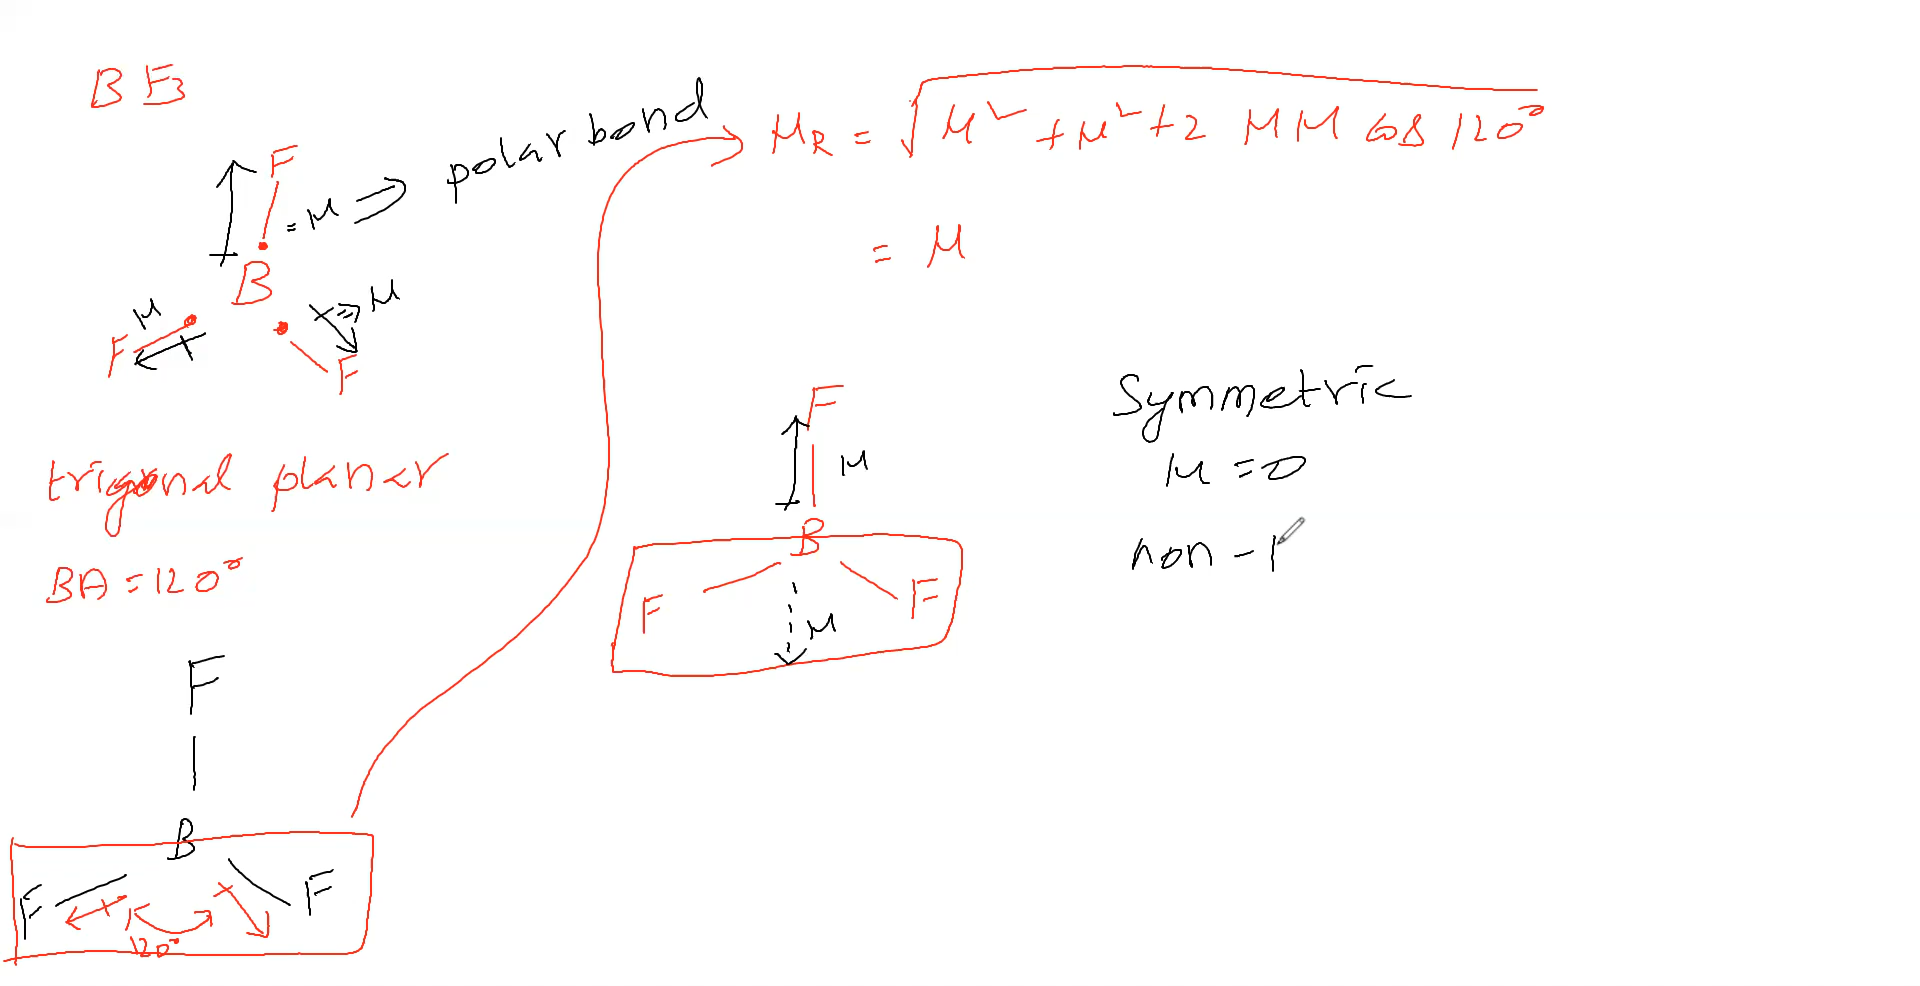 BF3
F
= μ ⇒ polar bond
B
μ
F
⇒ μ
F
trigonal planar
BA = 120°
F
B
F
F
120°
μR = √μ² + μ² + 2 μμ cos 120°
= μ
F
μ
B
F
F
μ
Symmetric
μ = 0
non-